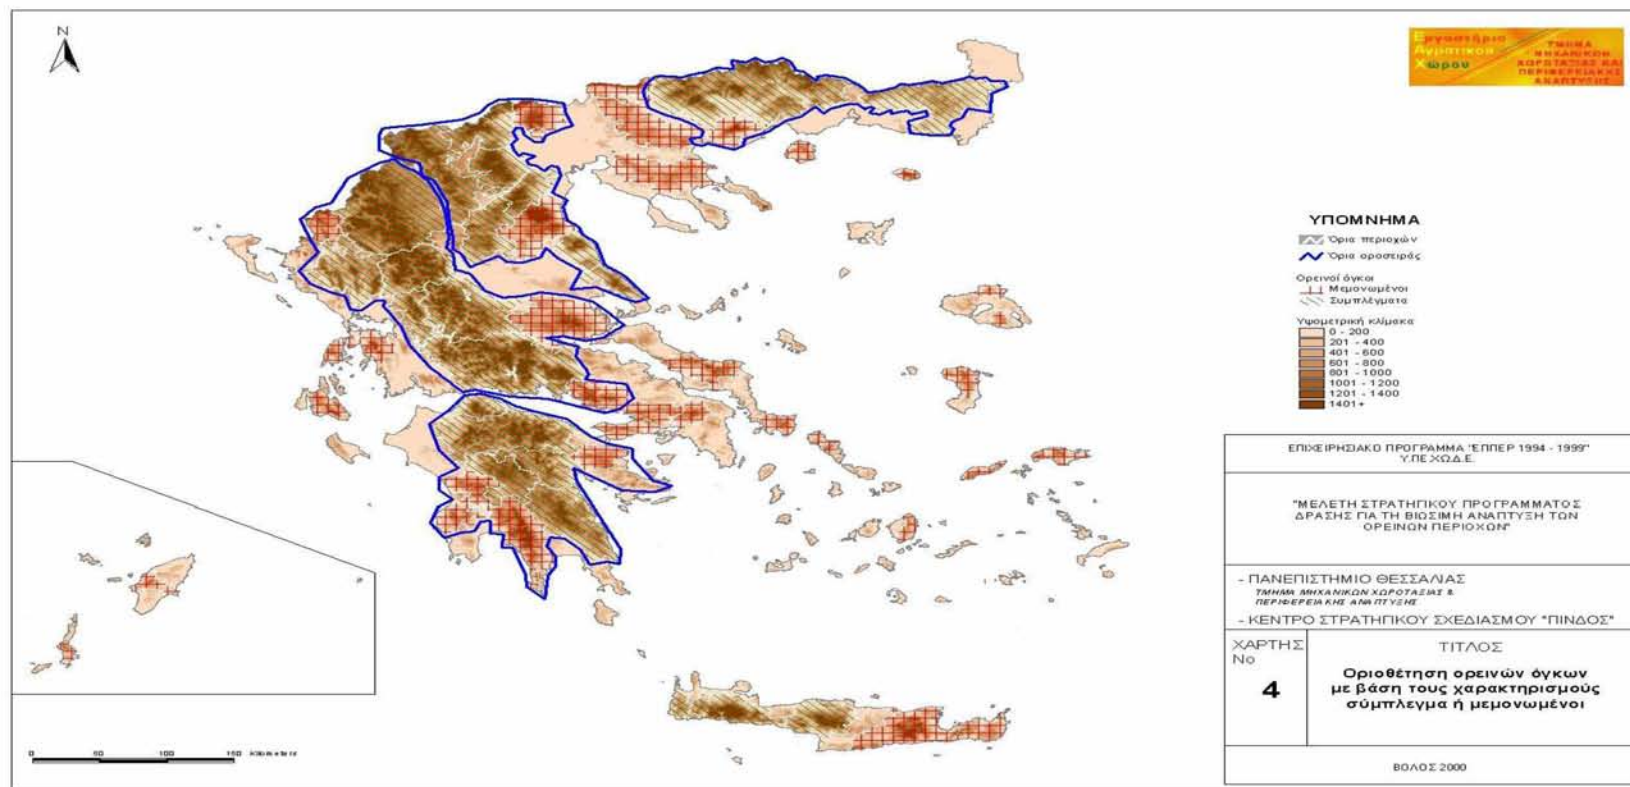 N
Εργαστήριο
Αγροτικού
Χώρου
ΤΜΗΜΑ
ΜΗΧΑΝΙΚΩΝ
ΧΩΡΟΤΑΞΙΑΣ ΚΑΙ
ΠΕΡΙΦΕΡΕΙΑΚΗΣ
ΑΝΑΠΤΥΞΗΣ
ΥΠΟΜΝΗΜΑ
Όρια περιοχών
Όρια οροσειράς
Ορεινοί όγκοι
Μεμονωμένοι
Συμπλέγματα
Υψομετρική κλίμακα
0 - 200
201 - 400
401 - 600
601 - 800
801 - 1000
1001 - 1200
1201 - 1400
1401+
ΕΠΙΧΕΙΡΗΣΙΑΚΟ ΠΡΟΓΡΑΜΜΑ "ΕΠΠΕΡ 1994 - 1999"
Υ.ΠΕ.ΧΩ.Δ.Ε.
"ΜΕΛΕΤΗ ΣΤΡΑΤΗΓΙΚΟΥ ΠΡΟΓΡΑΜΜΑΤΟΣ
ΔΡΑΣΗΣ ΓΙΑ ΤΗ ΒΙΩΣΙΜΗ ΑΝΑΠΤΥΞΗ ΤΩΝ
ΟΡΕΙΝΩΝ ΠΕΡΙΟΧΩΝ"
- ΠΑΝΕΠΙΣΤΗΜΙΟ ΘΕΣΣΑΛΙΑΣ
ΤΜΗΜΑ ΜΗΧΑΝΙΚΩΝ ΧΩΡΟΤΑΞΙΑΣ &
ΠΕΡΙΦΕΡΕΙΑΚΗΣ ΑΝΑΠΤΥΞΗΣ
- ΚΕΝΤΡΟ ΣΤΡΑΤΗΓΙΚΟΥ ΣΧΕΔΙΑΣΜΟΥ "ΠΙΝΔΟΣ"
ΧΑΡΤΗΣ
Νο
4
ΤΙΤΛΟΣ
Οριοθέτηση ορεινών όγκων
με βάση τους χαρακτηρισμούς
σύμπλεγμα ή μεμονωμένοι
ΒΟΛΟΣ 2000
0 50 100 150 Kilometers